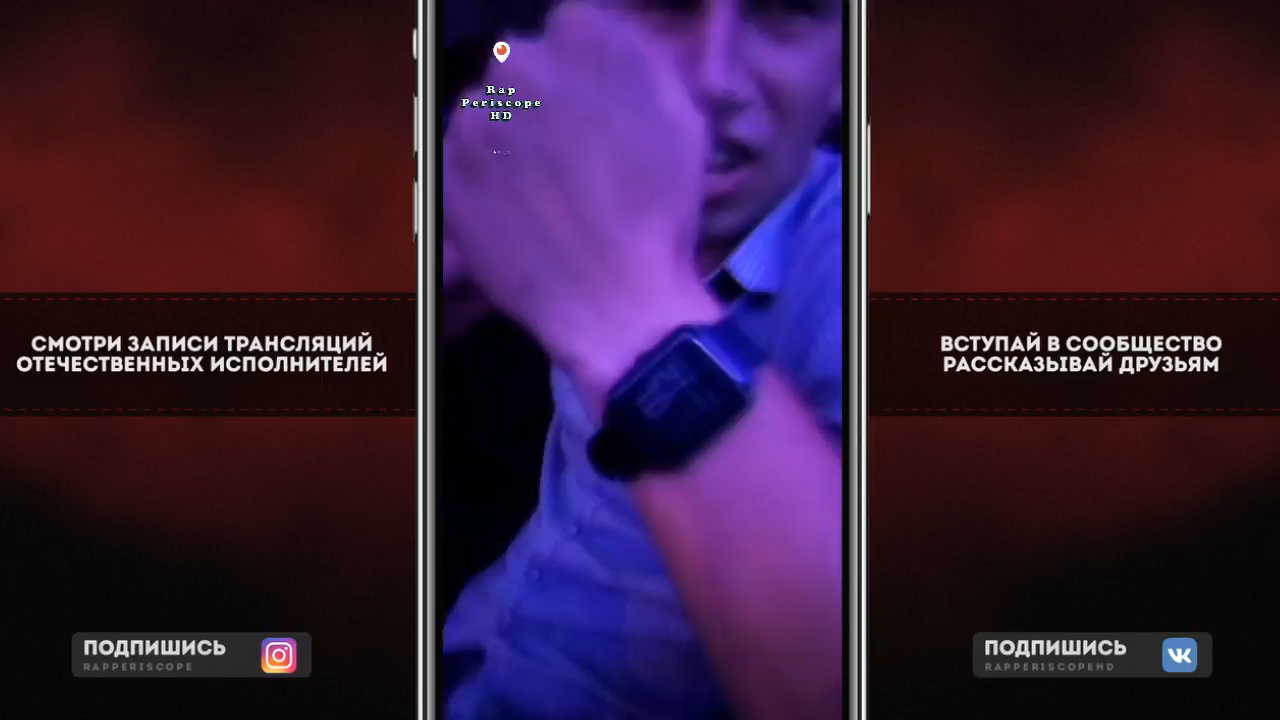 Rap
Periscope
HD
СМОТРИ ЗАПИСИ ТРАНСЛЯЦИЙ
ОТЕЧЕСТВЕННЫХ ИСПОЛНИТЕЛЕЙ
ВСТУПАЙ В СООБЩЕСТВО
РАССКАЗЫВАЙ ДРУЗЬЯМ
ПОДПИШИСЬ
RAPPERISCOPE
ПОДПИШИСЬ
RAPPERISCOPEHD